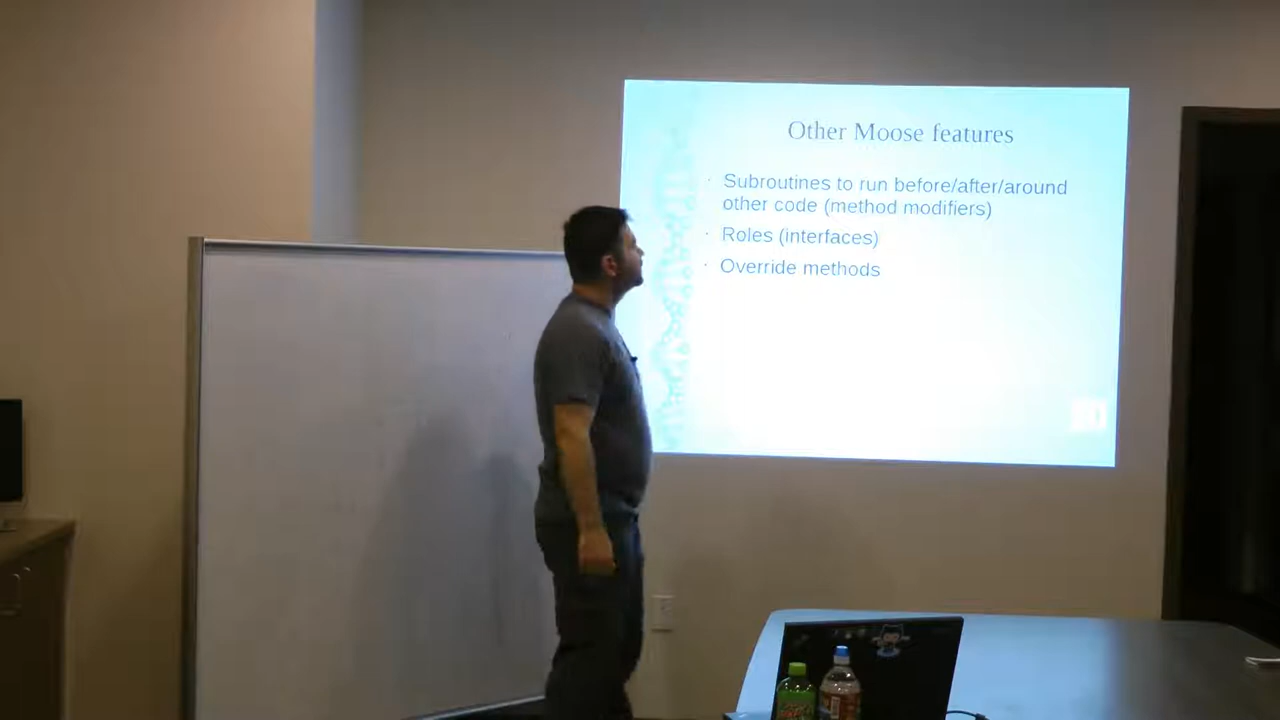 Other Moose features
· Subroutines to run before/after/around
other code (method modifiers)
· Roles (interfaces)
· Override methods